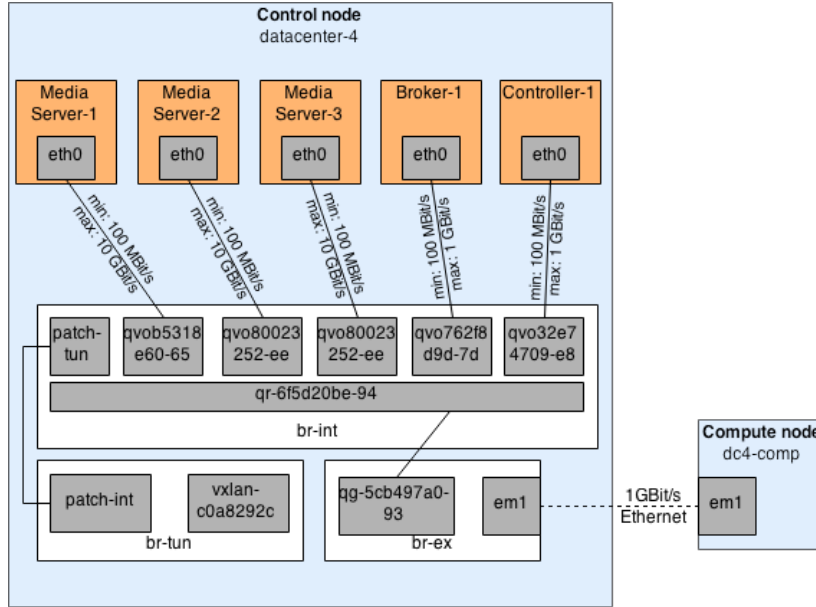 Control node
datacenter-4
Media
Server-1
Media
Server-2
Media
Server-3
Broker-1
Controller-1
eth0
eth0
eth0
eth0
eth0
min: 100 MBit/s
max: 10 GBit/s
min: 100 MBit/s
max: 10 GBit/s
min: 100 MBit/s
max: 10 GBit/s
min: 100 MBit/s
max: 1 GBit/s
min: 100 MBit/s
max: 1 GBit/s
patch-
tun
qvob5318
e60-65
qvo80023
252-ee
qvo80023
252-ee
qvo762f8
d9d-7d
qvo32e7
4709-e8
qr-6f5d20be-94
br-int
Compute node
dc4-comp
patch-int
vxlan-
c0a8292c
br-tun
qg-5cb497a0-
93
em1
br-ex
1GBit/s
Ethernet
em1